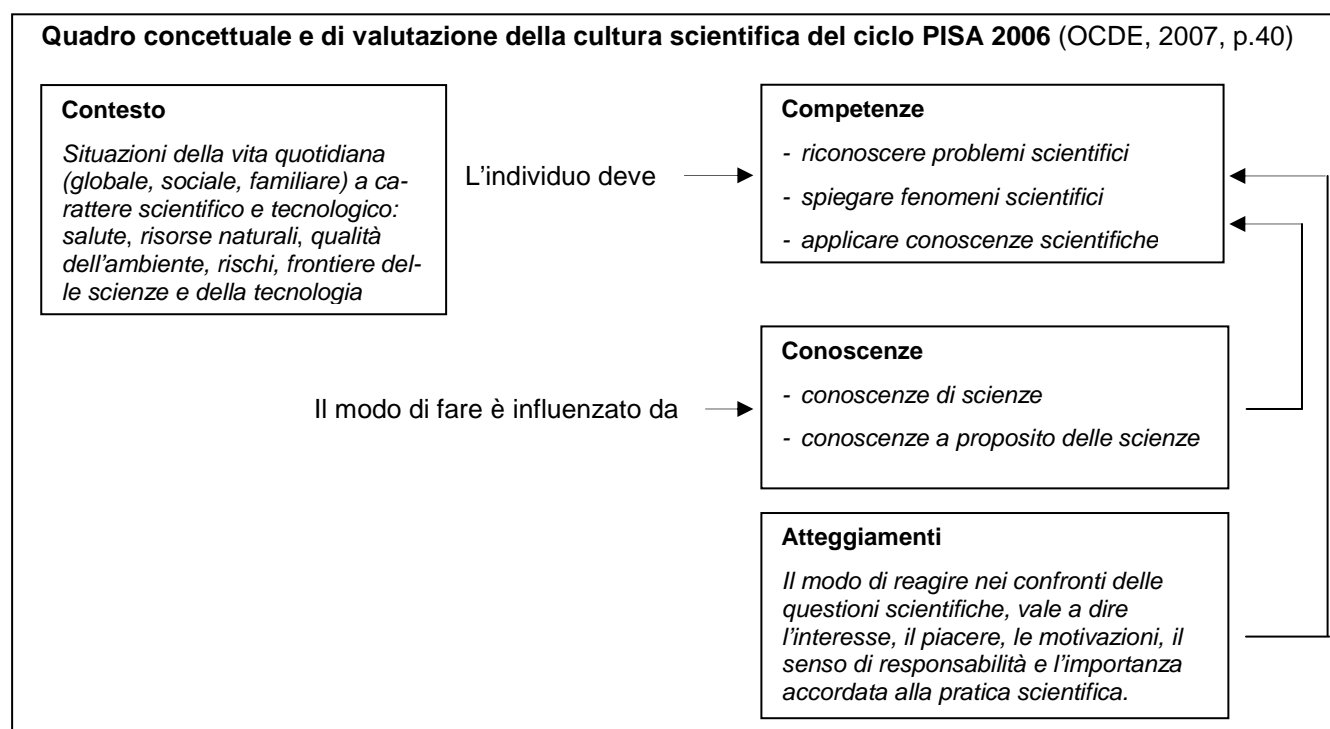 Quadro concettuale e di valutazione della cultura scientifica del ciclo PISA 2006 (OCDE, 2007, p.40)
Contesto
Situazioni della vita quotidiana
(globale, sociale, familiare) a ca-
rattere scientifico e tecnologico:
salute, risorse naturali, qualità
dell'ambiente, rischi, frontiere del-
le scienze e della tecnologia
L'individuo deve
Competenze
- riconoscere problemi scientifici
- spiegare fenomeni scientifici
- applicare conoscenze scientifiche
Il modo di fare è influenzato da
Conoscenze
- conoscenze di scienze
- conoscenze a proposito delle scienze
Atteggiamenti
Il modo di reagire nei confronti delle
questioni scientifiche, vale a dire
l'interesse, il piacere, le motivazioni, il
senso di responsabilità e l'importanza
accordata alla pratica scientifica.